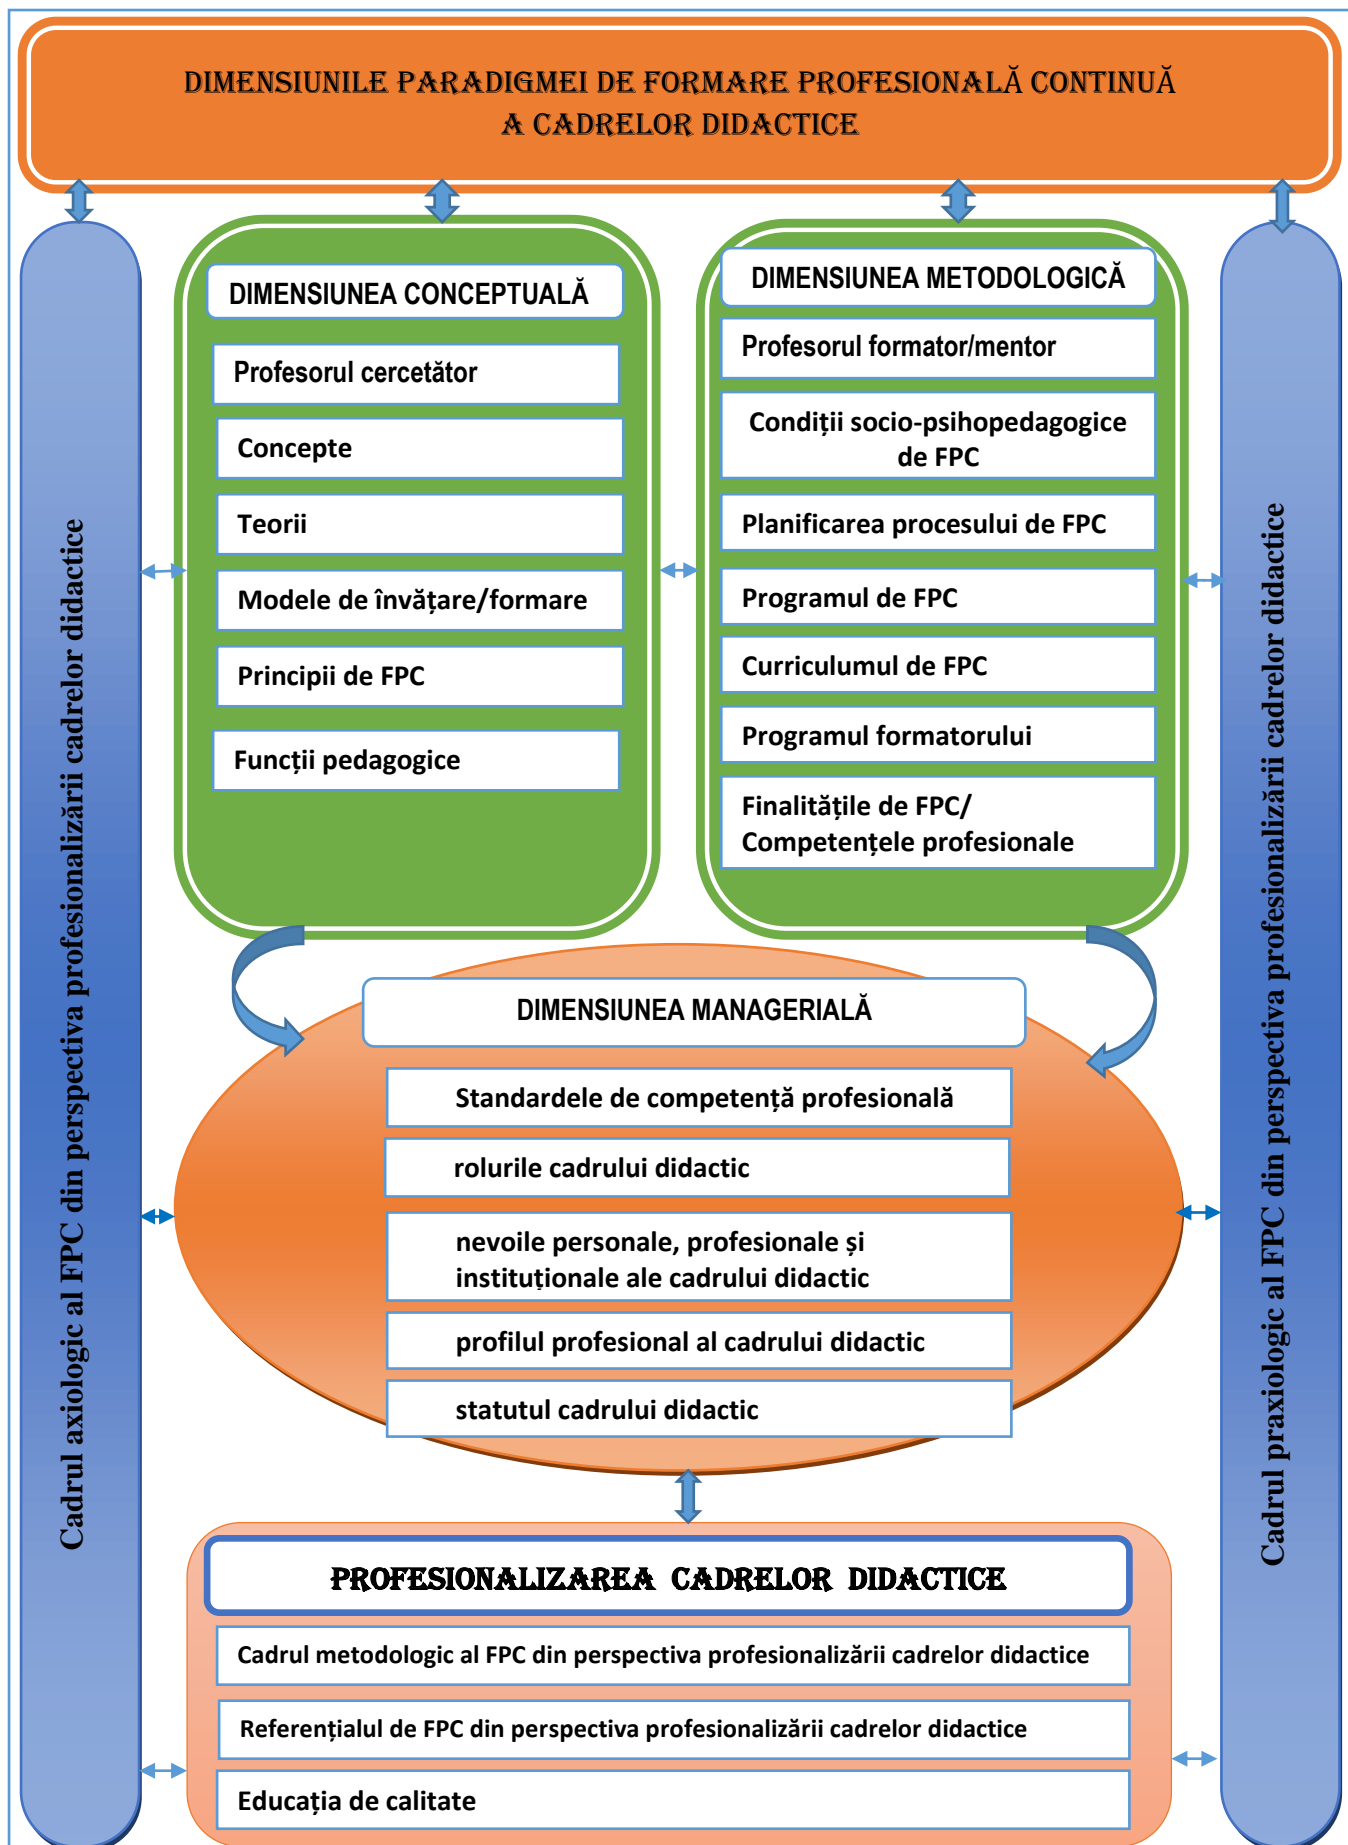 DIMENSIUNILE PARADIGMEI DE FORMARE PROFESIONALĂ CONTINUĂ
A CADRELOR DIDACTICE
Cadrul axiologic al FPC din perspectiva profesionalizării cadrelor didactice
DIMENSIUNEA CONCEPTUALĂ
Profesorul cercetător
Concepte
Teorii
Modele de învățare/formare
Principii de FPC
Funcții pedagogice
DIMENSIUNEA METODOLOGICĂ
Profesorul formator/mentor
Condiții socio-psihopedagogice
de FPC
Planificarea procesului de FPC
Programul de FPC
Curriculumul de FPC
Programul formatorului
Finalitățile de FPC/
Competențele profesionale
Cadrul praxiologic al FPC din perspectiva profesionalizării cadrelor didactice
DIMENSIUNEA MANAGERIALĂ
Standardele de competență profesională
rolurile cadrului didactic
nevoile personale, profesionale și
instituționale ale cadrului didactic
profilul profesional al cadrului didactic
statutul cadrului didactic
PROFESIONALIZAREA CADRELOR DIDACTICE
Cadrul metodologic al FPC din perspectiva profesionalizării cadrelor didactice
Referențialul de FPC din perspectiva profesionalizării cadrelor didactice
Educația de calitate